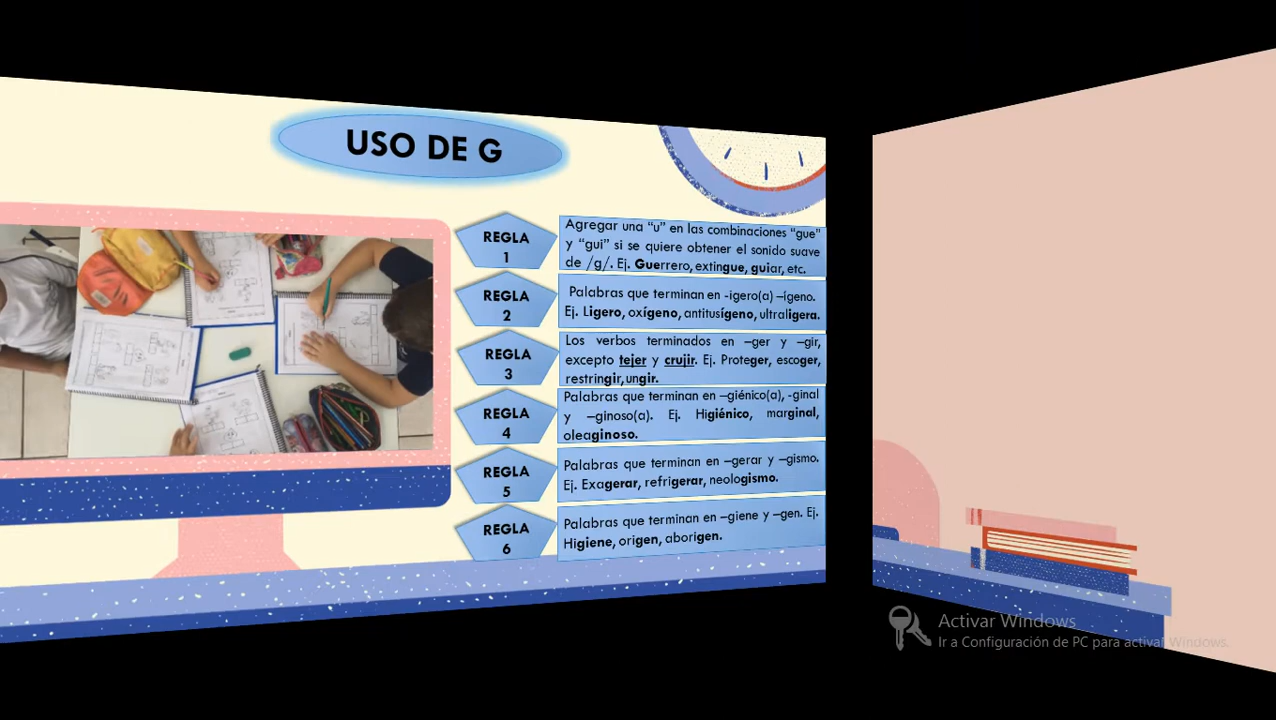 USO DE G
REGLA
1
Agregar una “u” en las combinaciones “gue”
y “gui” si se quiere obtener el sonido suave
de /g/. Ej. Guerrero, extingue, guiar, etc.
REGLA
2
Palabras que terminan en -igero(a) –ígeno.
Ej. Ligero, oxígeno, antitusígeno, ultraligera.
REGLA
3
Los verbos terminados en –ger y –gir,
excepto tejer y crujir. Ej. Proteger, escoger,
restringir, ungir.
REGLA
4
Palabras que terminan en –giénico(a), -ginal
y –ginoso(a). Ej. Higiénico, marginal,
oleaginoso.
REGLA
5
Palabras que terminan en –gerar y –gismo.
Ej. Exagerar, refrigerar, neologismo.
REGLA
6
Palabras que terminan en –giene y –gen. Ej.
Higiene, origen, aborigen.
Activar Windows
Ir a Configuración de PC para activar Windows.